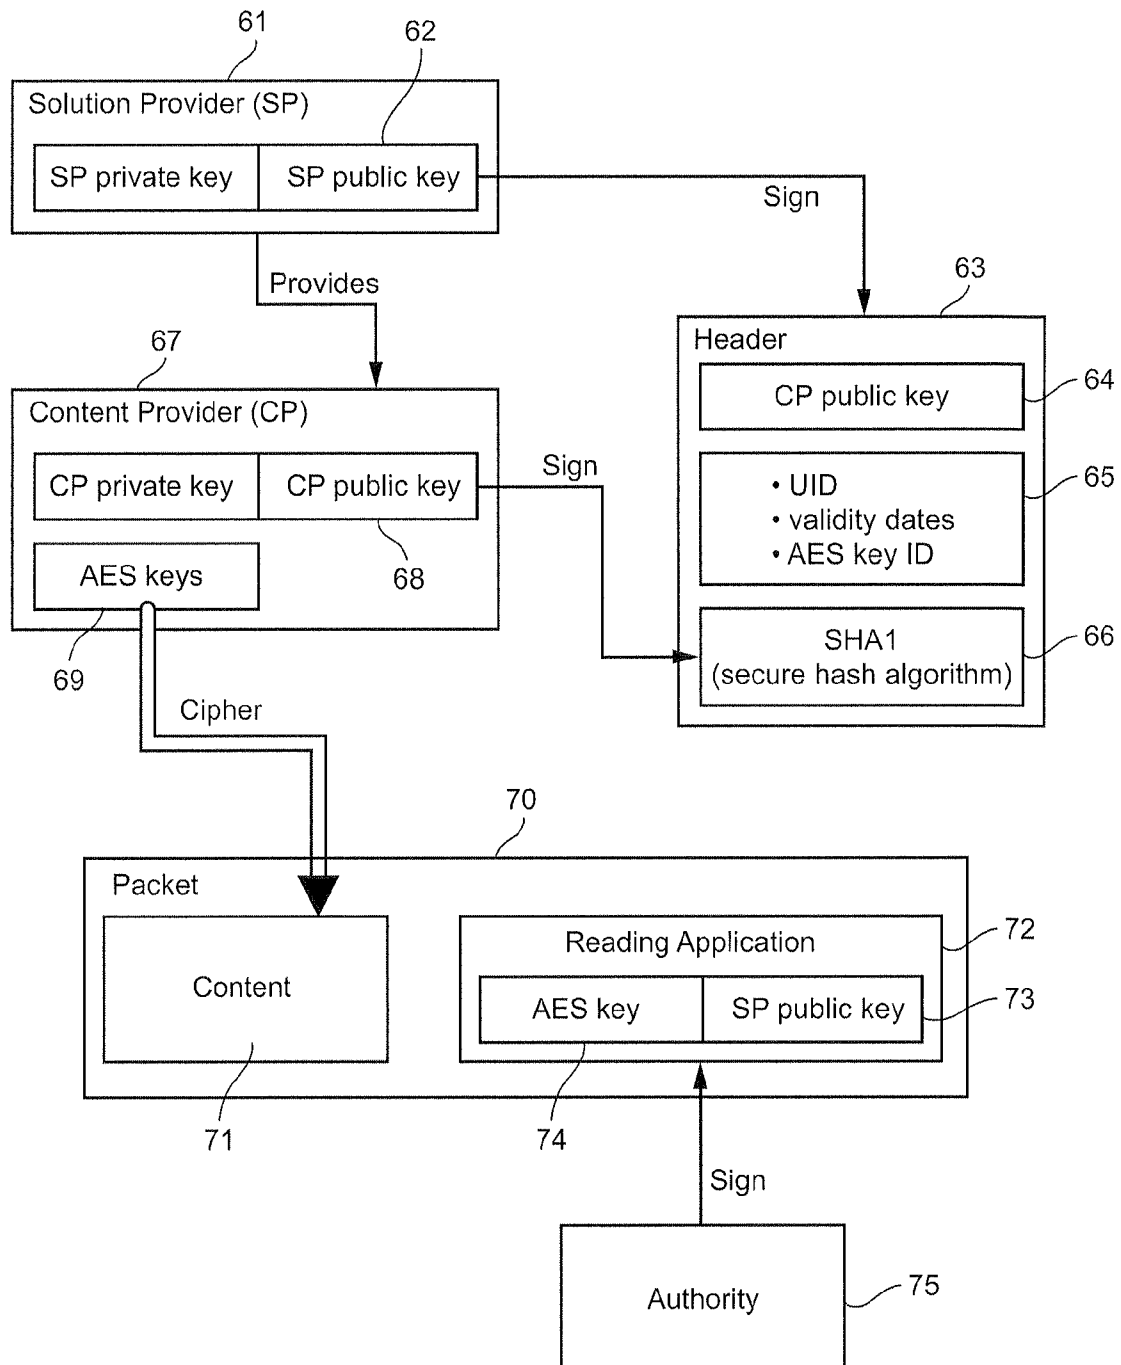 61
62
Solution Provider (SP)
SP private key
SP public key
Sign
Provides
63
Header
67
CP public key
64
Content Provider (CP)
CP private key
CP public key
Sign
• UID
• validity dates
• AES key ID
65
AES keys
68
SHA1
(secure hash algorithm)
66
69
Cipher
70
Packet
Content
Reading Application
72
AES key
SP public key
73
71
74
Sign
Authority
75